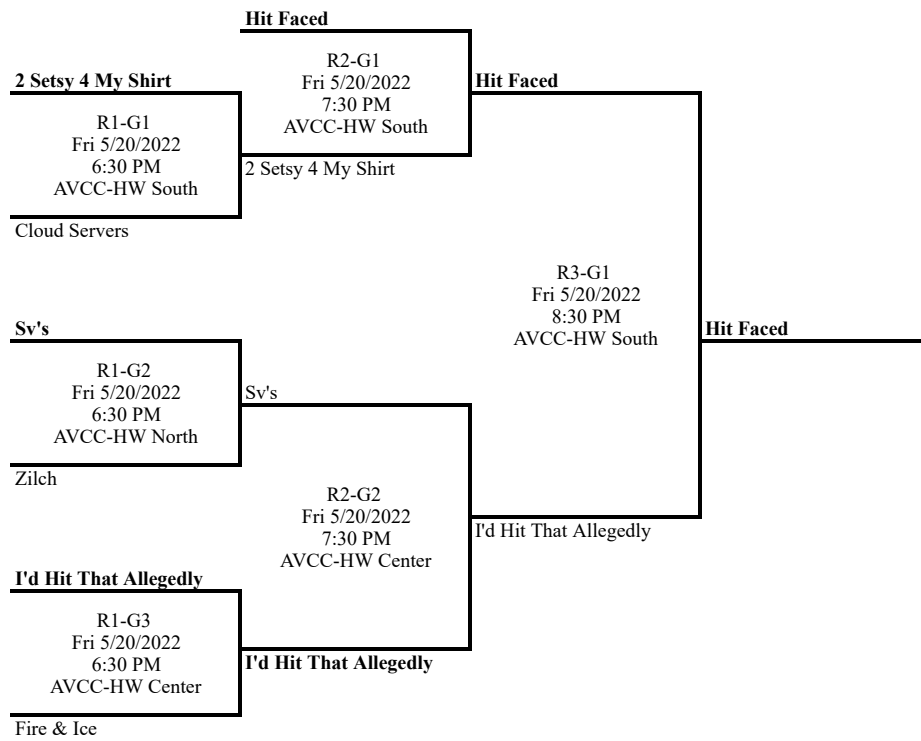 Hit Faced
R2-G1
Fri 5/20/2022
7:30 PM
AVCC-HW South
2 Setsy 4 My Shirt
Hit Faced
R1-G1
Fri 5/20/2022
6:30 PM
AVCC-HW South
2 Setsy 4 My Shirt
Cloud Servers
R3-G1
Fri 5/20/2022
8:30 PM
AVCC-HW South
Sv's
Hit Faced
R1-G2
Fri 5/20/2022
6:30 PM
AVCC-HW North
Sv's
Zilch
R2-G2
Fri 5/20/2022
7:30 PM
AVCC-HW Center
I'd Hit That Allegedly
I'd Hit That Allegedly
R1-G3
Fri 5/20/2022
6:30 PM
AVCC-HW Center
I'd Hit That Allegedly
Fire & Ice